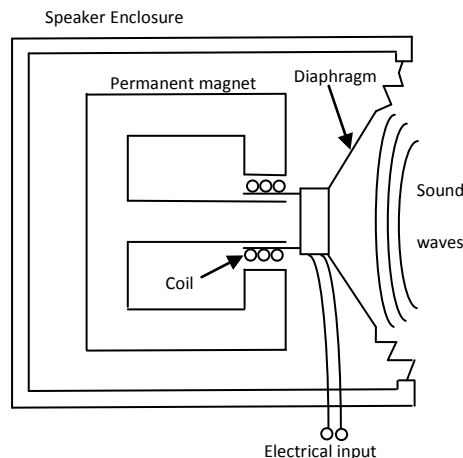 Speaker Enclosure
Diaphragm
Permanent magnet
Sound
waves
Coil
Electrical input